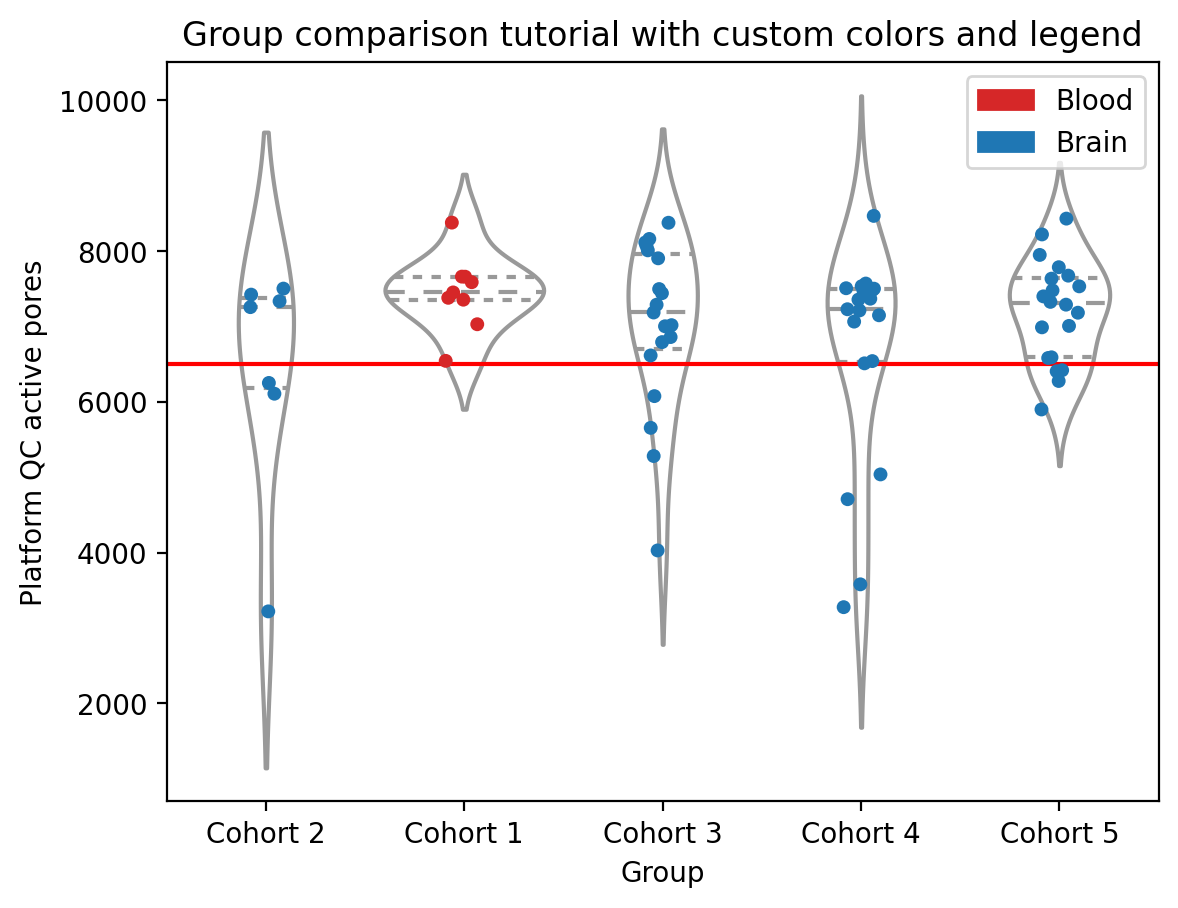 Group comparison tutorial with custom colors and legend
Blood
Brain
10000
8000
6000
4000
2000
Platform QC active pores
Cohort 2
Cohort 1
Cohort 3
Cohort 4
Cohort 5
Group